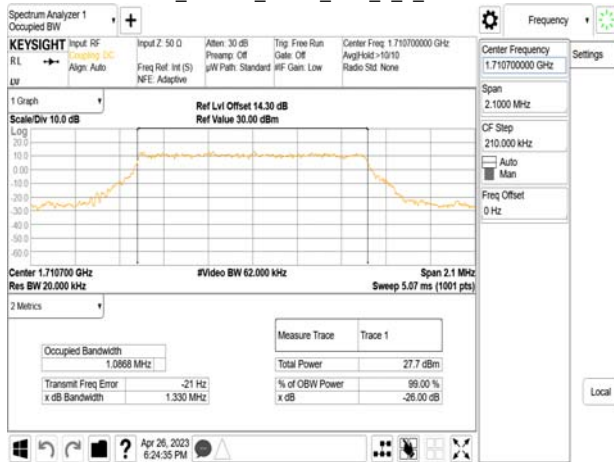 Spectrum Analyzer 1
Occupied BW
Frequency
KEYSIGHT
RL
Input: RF
Coupling: DC
Align: Auto
Input Z: 50 Ω
Freq Ref: Int (S)
NFE: Adaptive
Atten: 30 dB
Preamp: Off
µW Path: Standard
Trig: Free Run
Gate: Off
#IF Gain: Low
Center Freq: 1.710700000 GHz
Avg|Hold:>10/10
Radio Std: None
Center Frequency
1.710700000 GHz
Settings
Span
2.1000 MHz
CF Step
210.000 kHz
Auto
Man
Freq Offset
0 Hz
Local
1 Graph
Scale/Div 10.0 dB
Ref Lvl Offset 14.30 dB
Ref Value 30.00 dBm
Log
20.0
10.0
0.00
-10.0
-20.0
-30.0
-40.0
-50.0
-60.0
Center 1.710700 GHz
Res BW 20.000 kHz
#Video BW 62.000 kHz
Span 2.1 MHz
Sweep 5.07 ms (1001 pts)
2 Metrics
Occupied Bandwidth
1.0868 MHz
Transmit Freq Error -21 Hz
x dB Bandwidth 1.330 MHz
Measure Trace Trace 1
Total Power 27.7 dBm
% of OBW Power 99.00 %
x dB -26.00 dB
Apr 26, 2023
6:24:35 PM